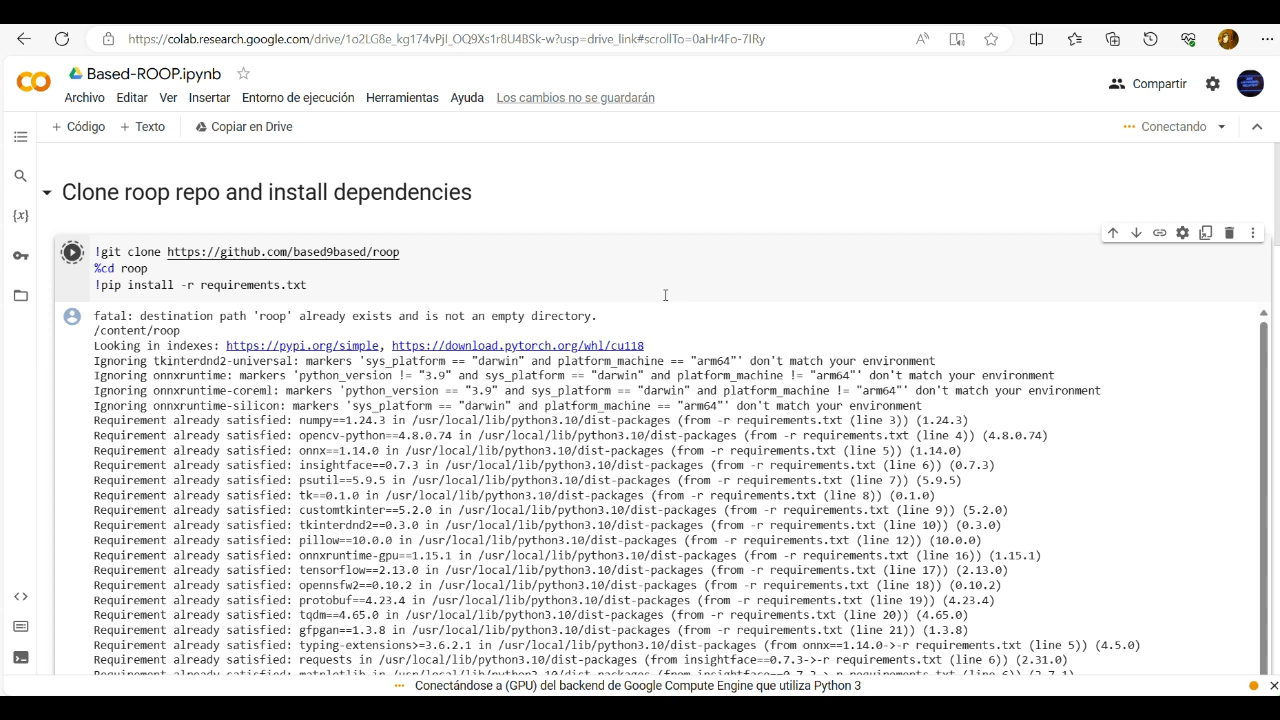 https://colab.research.google.com/drive/1o2LG8e_kg174vPjI_OQ9Xs1r8U4BSk-w?usp=drive_link#scrollTo=0aHr4Fo-7IRy
Based-ROOP.ipynb
Archivo Editar Ver Insertar Entorno de ejecución Herramientas Ayuda Los cambios no se guardarán
Compartir
+ Código + Texto Copiar en Drive
Conectando
Clone roop repo and install dependencies
!git clone https://github.com/based9based/roop
%cd roop
!pip install -r requirements.txt
fatal: destination path 'roop' already exists and is not an empty directory.
/content/roop
Looking in indexes: https://pypi.org/simple, https://download.pytorch.org/whl/cu118
Ignoring tkinterdnd2-universal: markers 'sys_platform == "darwin" and platform_machine == "arm64"' don't match your environment
Ignoring onnxruntime: markers 'python_version != "3.9" and sys_platform == "darwin" and platform_machine != "arm64"' don't match your environment
Ignoring onnxruntime-coreml: markers 'python_version == "3.9" and sys_platform == "darwin" and platform_machine != "arm64"' don't match your environment
Ignoring onnxruntime-silicon: markers 'sys_platform == "darwin" and platform_machine == "arm64"' don't match your environment
Requirement already satisfied: numpy==1.24.3 in /usr/local/lib/python3.10/dist-packages (from -r requirements.txt (line 3)) (1.24.3)
Requirement already satisfied: opencv-python==4.8.0.74 in /usr/local/lib/python3.10/dist-packages (from -r requirements.txt (line 4)) (4.8.0.74)
Requirement already satisfied: onnx==1.14.0 in /usr/local/lib/python3.10/dist-packages (from -r requirements.txt (line 5)) (1.14.0)
Requirement already satisfied: insightface==0.7.3 in /usr/local/lib/python3.10/dist-packages (from -r requirements.txt (line 6)) (0.7.3)
Requirement already satisfied: psutil==5.9.5 in /usr/local/lib/python3.10/dist-packages (from -r requirements.txt (line 7)) (5.9.5)
Requirement already satisfied: tk==0.1.0 in /usr/local/lib/python3.10/dist-packages (from -r requirements.txt (line 8)) (0.1.0)
Requirement already satisfied: customtkinter==5.2.0 in /usr/local/lib/python3.10/dist-packages (from -r requirements.txt (line 9)) (5.2.0)
Requirement already satisfied: tkinterdnd2==0.3.0 in /usr/local/lib/python3.10/dist-packages (from -r requirements.txt (line 10)) (0.3.0)
Requirement already satisfied: pillow==10.0.0 in /usr/local/lib/python3.10/dist-packages (from -r requirements.txt (line 12)) (10.0.0)
Requirement already satisfied: onnxruntime-gpu==1.15.1 in /usr/local/lib/python3.10/dist-packages (from -r requirements.txt (line 16)) (1.15.1)
Requirement already satisfied: tensorflow==2.13.0 in /usr/local/lib/python3.10/dist-packages (from -r requirements.txt (line 17)) (2.13.0)
Requirement already satisfied: opennsfw2==0.10.2 in /usr/local/lib/python3.10/dist-packages (from -r requirements.txt (line 18)) (0.10.2)
Requirement already satisfied: protobuf==4.23.4 in /usr/local/lib/python3.10/dist-packages (from -r requirements.txt (line 19)) (4.23.4)
Requirement already satisfied: tqdm==4.65.0 in /usr/local/lib/python3.10/dist-packages (from -r requirements.txt (line 20)) (4.65.0)
Requirement already satisfied: gfpgan==1.3.8 in /usr/local/lib/python3.10/dist-packages (from -r requirements.txt (line 21)) (1.3.8)
Requirement already satisfied: typing-extensions>=3.6.2.1 in /usr/local/lib/python3.10/dist-packages (from onnx==1.14.0->-r requirements.txt (line 5)) (4.5.0)
Requirement already satisfied: requests in /usr/local/lib/python3.10/dist-packages (from insightface==0.7.3->-r requirements.txt (line 6)) (2.31.0)
Requirement already satisfied: matplotlib in /usr/local/lib/python3.10/dist-packages (from insightface==0.7.3->-r requirements.txt (line 6)) (3.7.1)
Conectándose a (GPU) del backend de Google Compute Engine que utiliza Python 3